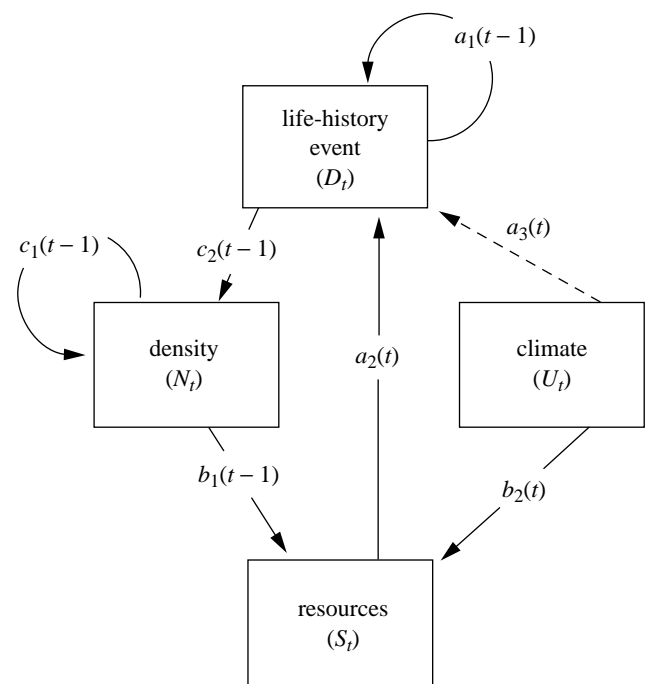 a₁(t − 1)
life-history
event
(Dₜ)
c₁(t − 1)
c₂(t − 1)
a₃(t)
density
(Nₜ)
a₂(t)
climate
(Uₜ)
b₁(t − 1)
b₂(t)
resources
(Sₜ)